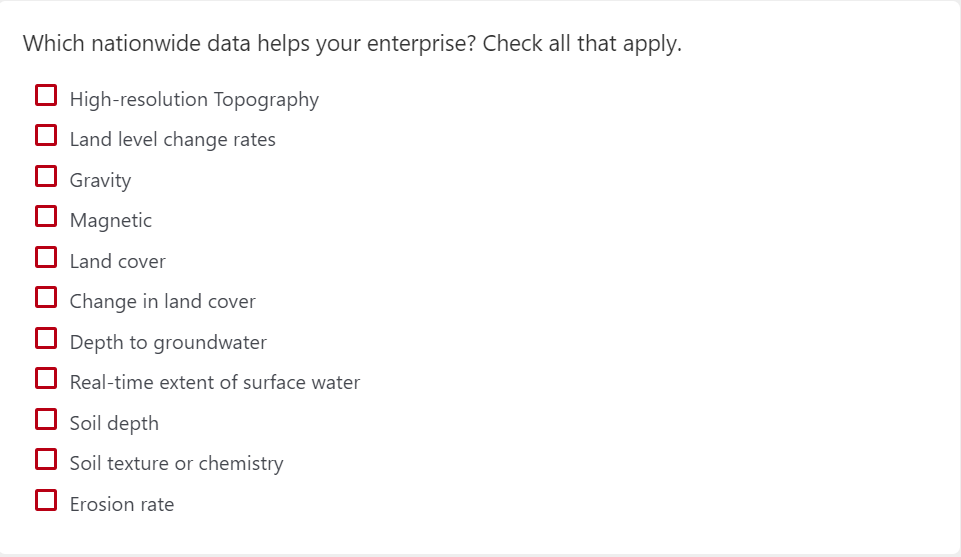 Which nationwide data helps your enterprise? Check all that apply.
High-resolution Topography
Land level change rates
Gravity
Magnetic
Land cover
Change in land cover
Depth to groundwater
Real-time extent of surface water
Soil depth
Soil texture or chemistry
Erosion rate